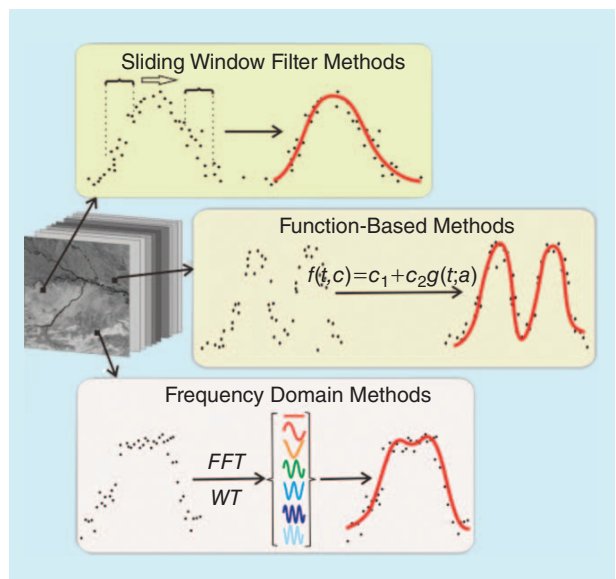 Sliding Window Filter Methods
Function-Based Methods
f(t,c)=c₁+c₂g(t;a)
Frequency Domain Methods
FFT
WT